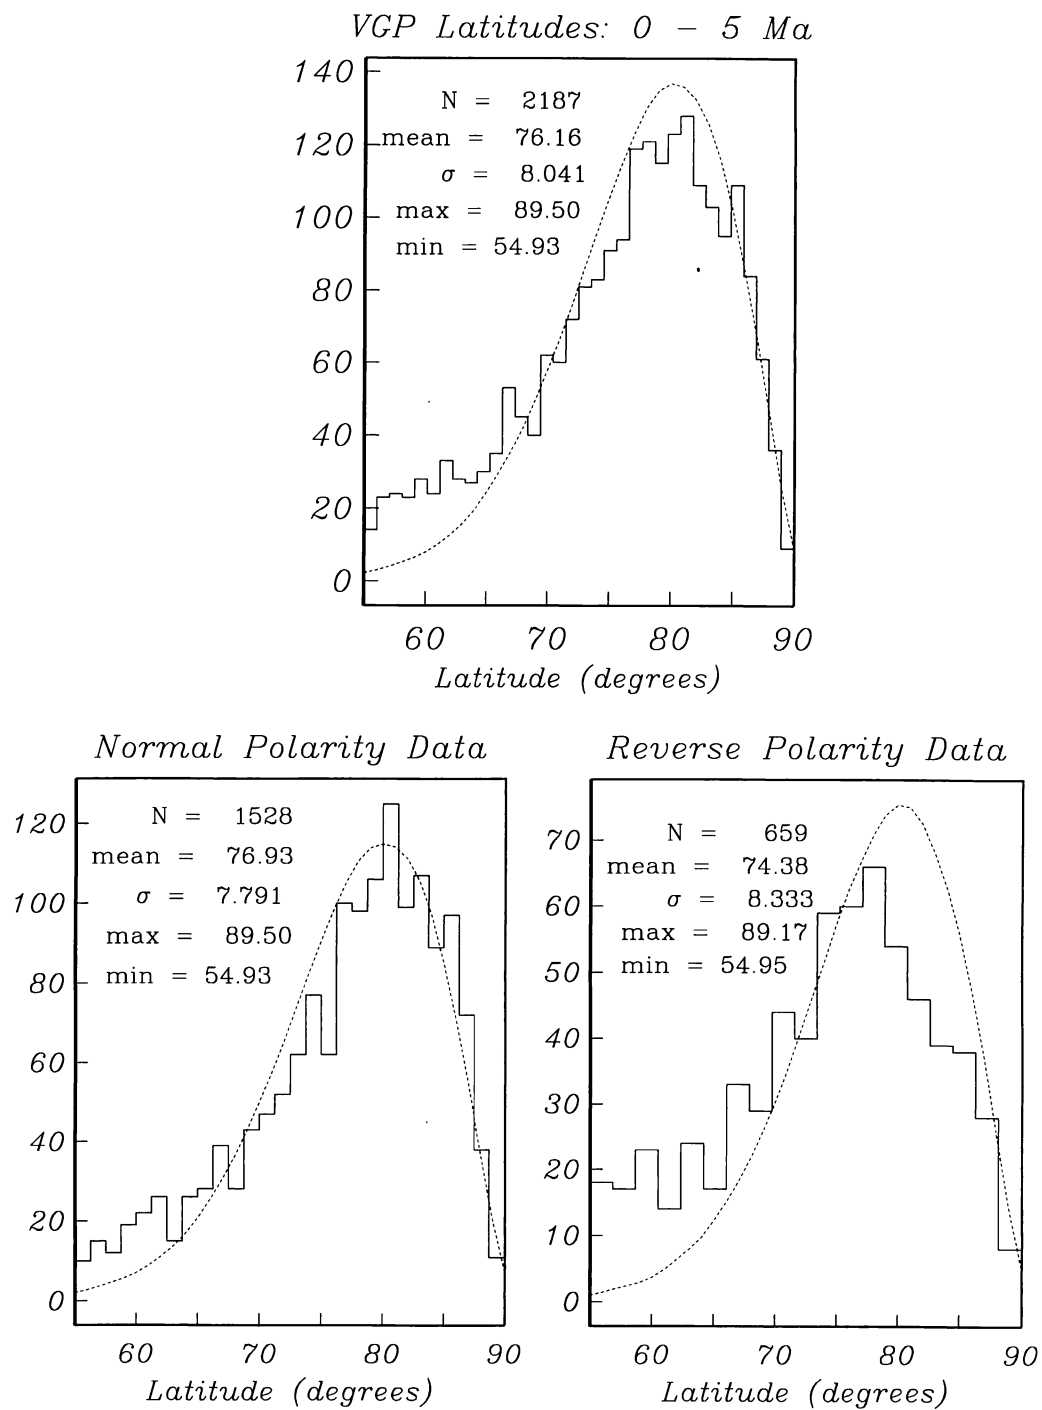 VGP Latitudes: 0 – 5 Ma
140
120
100
80
60
40
20
0
N = 2187
mean = 76.16
σ = 8.041
max = 89.50
min = 54.93
60 70 80 90
Latitude (degrees)
Normal Polarity Data
120
100
80
60
40
20
0
N = 1528
mean = 76.93
σ = 7.791
max = 89.50
min = 54.93
60 70 80 90
Latitude (degrees)
Reverse Polarity Data
70
60
50
40
30
20
10
0
N = 659
mean = 74.38
σ = 8.333
max = 89.17
min = 54.95
60 70 80 90
Latitude (degrees)